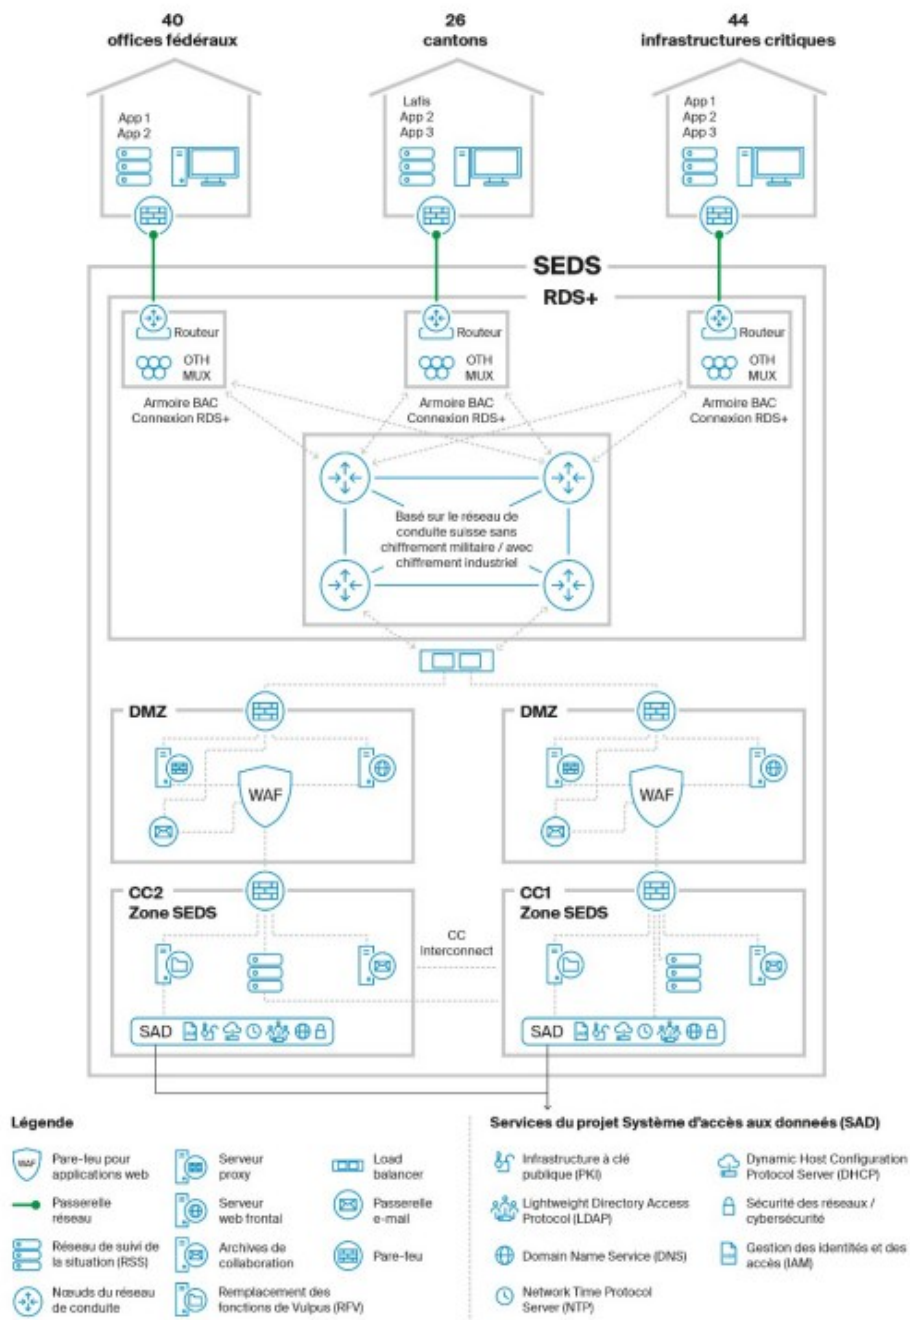 40
offices fédéraux
26
cantons
44
infrastructures critiques
App 1
App 2
Lafis
App 2
App 3
App 1
App 2
App 3
SEDS
RDS+
Routeur
OTH
MUX
Armoire BAC
Connexion RDS+
Routeur
OTH
MUX
Armoire BAC
Connexion RDS+
Routeur
OTH
MUX
Armoire BAC
Connexion RDS+
Basé sur le réseau de
conduite suisse sans
chiffrement militaire / avec
chiffrement industriel
DMZ
WAF
DMZ
WAF
CC2
Zone SEDS
SAD
CC
Interconnect
CC1
Zone SEDS
SAD
Légende
WAF
Pare-feu pour
applications web
Passerelle
réseau
Réseau de suivi de
la situation (RSS)
Nœuds du réseau
de conduite
Serveur
proxy
Serveur
web frontal
Archives de
collaboration
Remplacement des
fonctions de Vulpus (RFV)
Load
balancer
Passerelle
e-mail
Pare-feu
Services du projet Système d'accès aux donneés (SAD)
Infrastructure à clé
publique (PKI)
Lightweight Directory Access
Protocol (LDAP)
Domain Name Service (DNS)
Network Time Protocol
Server (NTP)
Dynamic Host Configuration
Protocol Server (DHCP)
Sécurité des réseaux /
cybersécurité
Gestion des identités et des
accès (IAM)